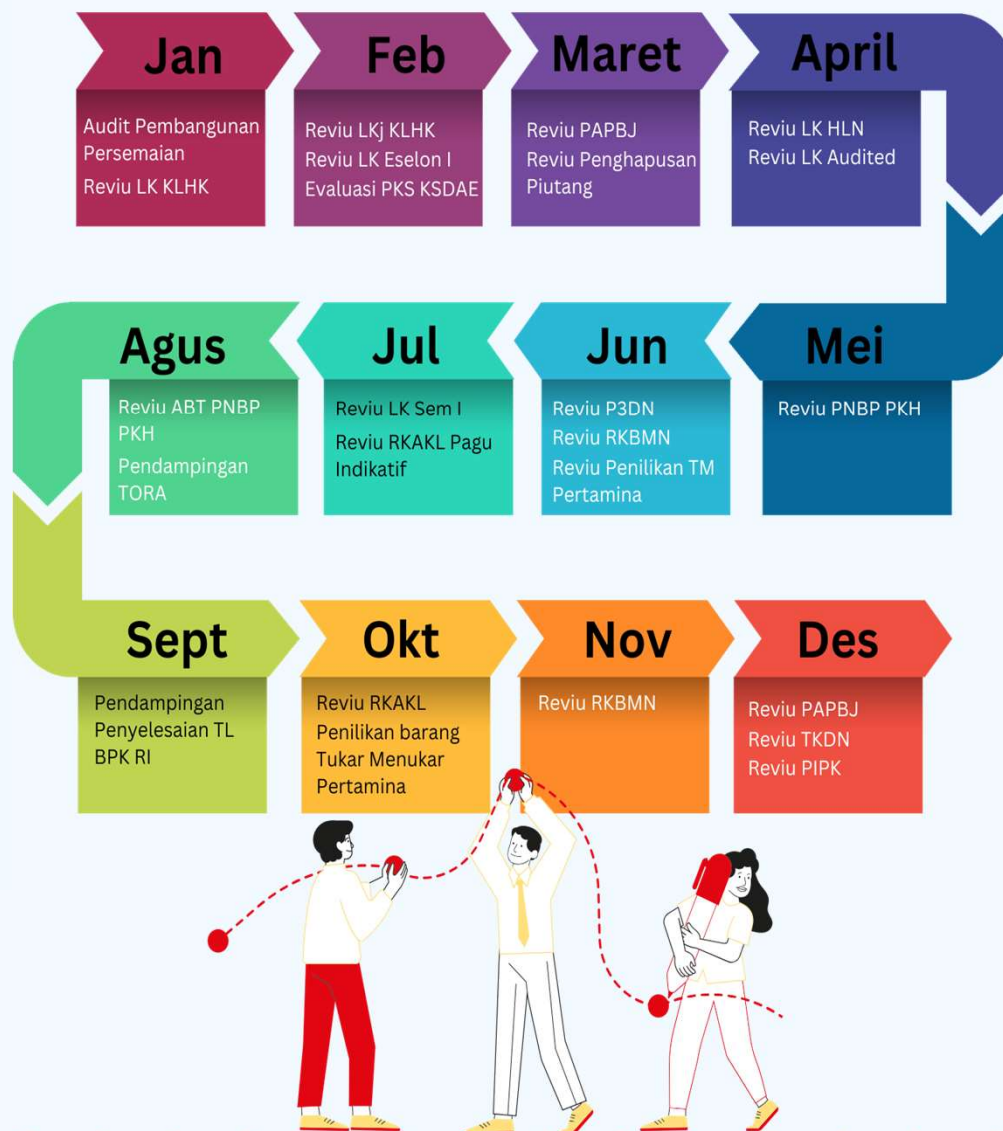 Jan
Audit Pembangunan
Persemaian
Reviu LK KLHK
Feb
Reviu LKj KLHK
Reviu LK Eselon I
Evaluasi PKS KSDAE
Maret
Reviu PAPBJ
Reviu Penghapusan
Piutang
April
Reviu LK HLN
Reviu LK Audited
Mei
Reviu PNBP PKH
Jun
Reviu P3DN
Reviu RKBMN
Reviu Penilikan TM
Pertamina
Jul
Reviu LK Sem I
Reviu RKAKL Pagu
Indikatif
Agus
Reviu ABT PNBP
PKH
Pendampingan
TORA
Sept
Pendampingan
Penyelesaian TL
BPK RI
Okt
Reviu RKAKL
Penilikan barang
Tukar Menukar
Pertamina
Nov
Reviu RKBMN
Des
Reviu PAPBJ
Reviu TKDN
Reviu PIPK